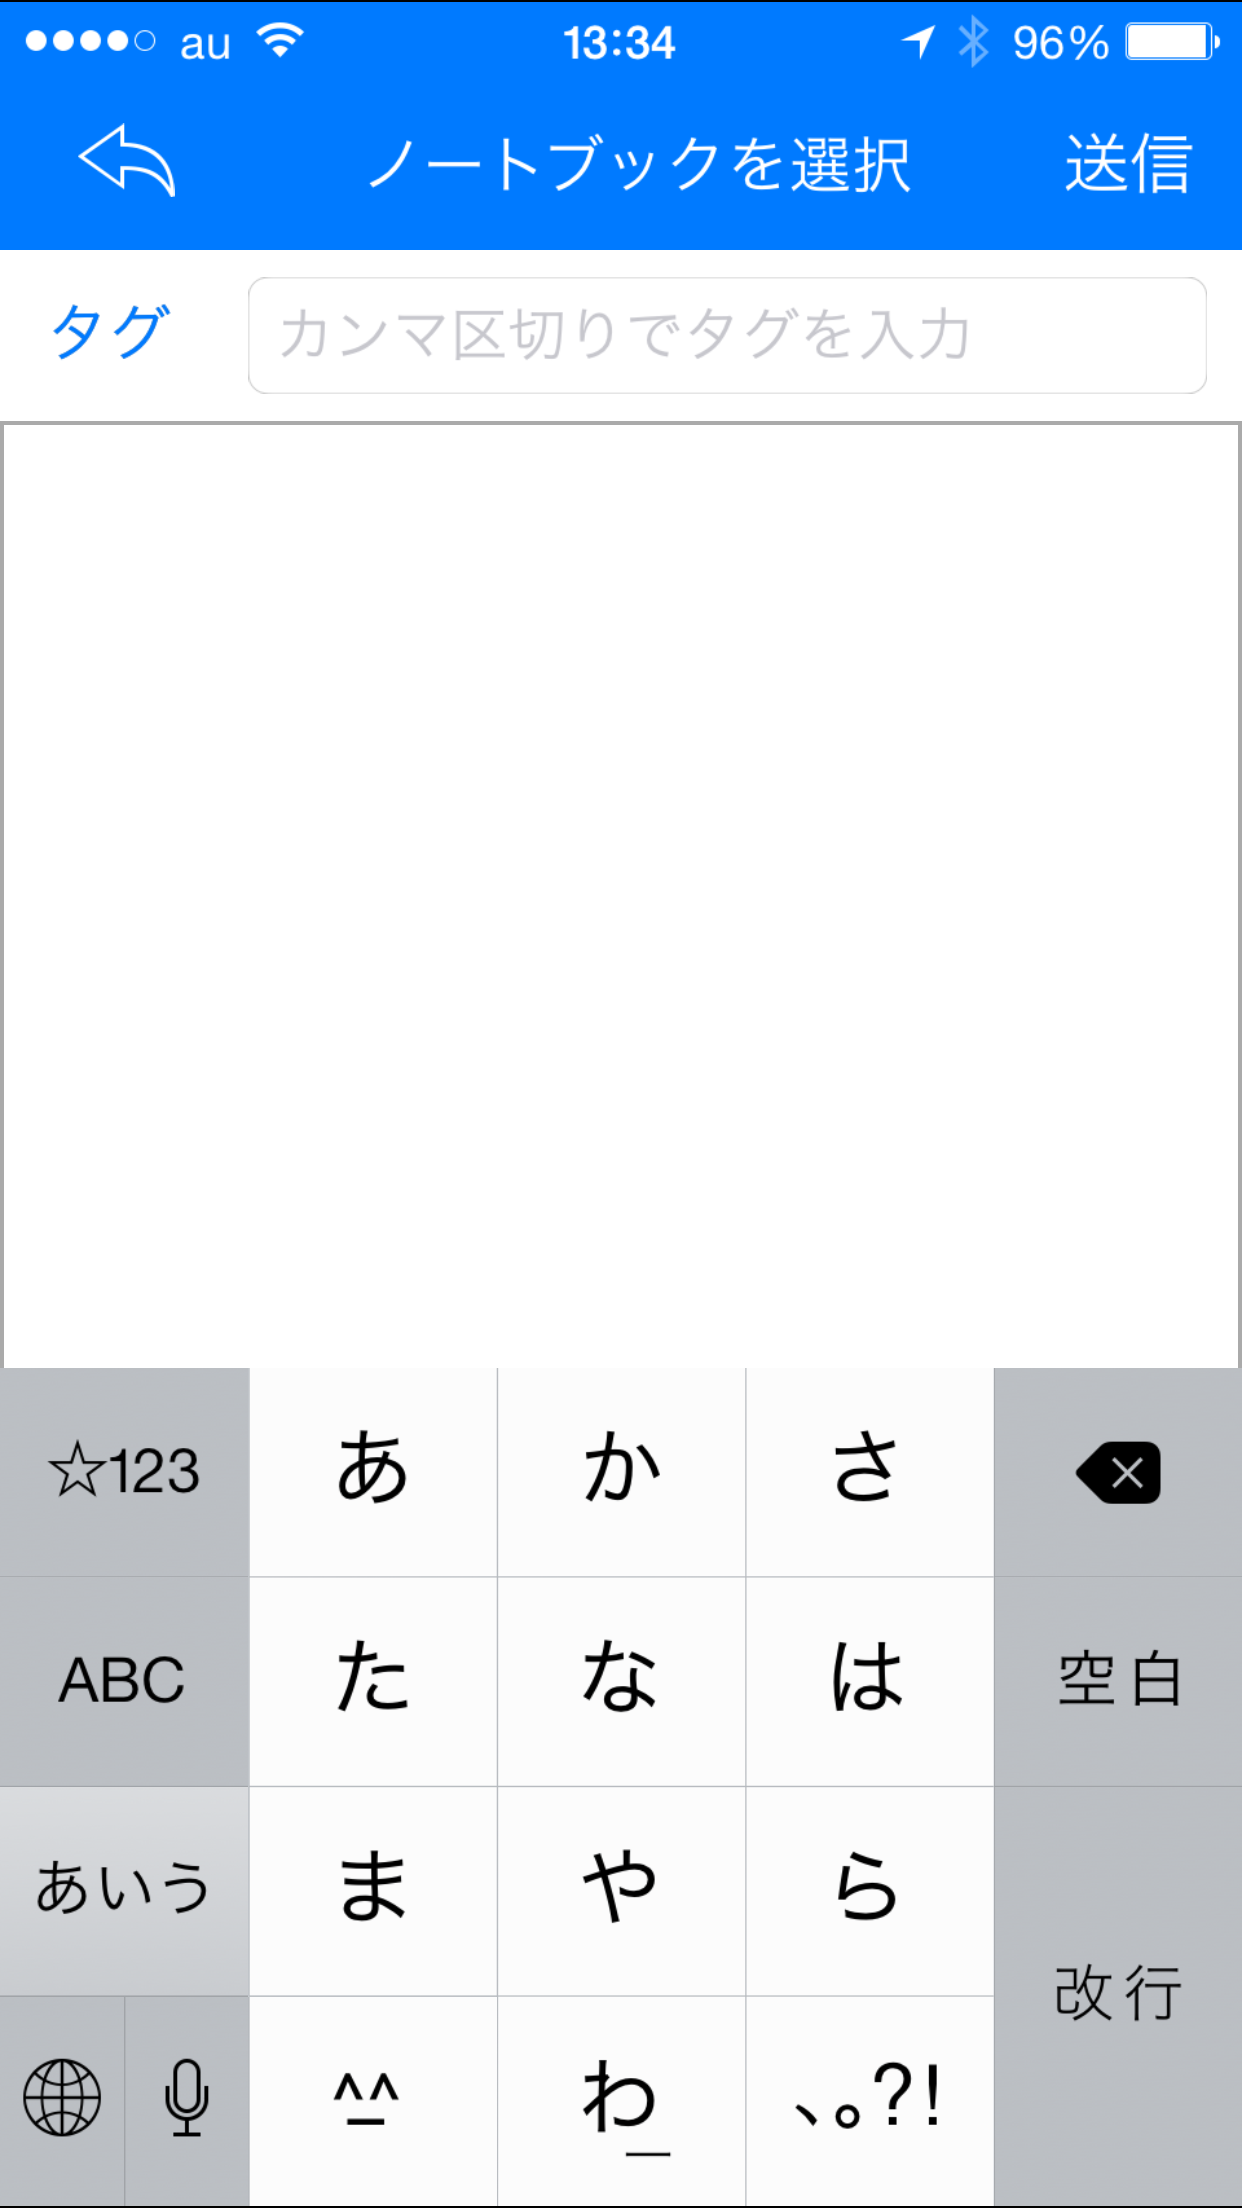 au 13:34 96%
ノートブックを選択 送信
タグ カンマ区切りでタグを入力
☆123 あ か さ
ABC た な は 空白
あいう ま や ら
改行
^_^ わ_ 、。?!